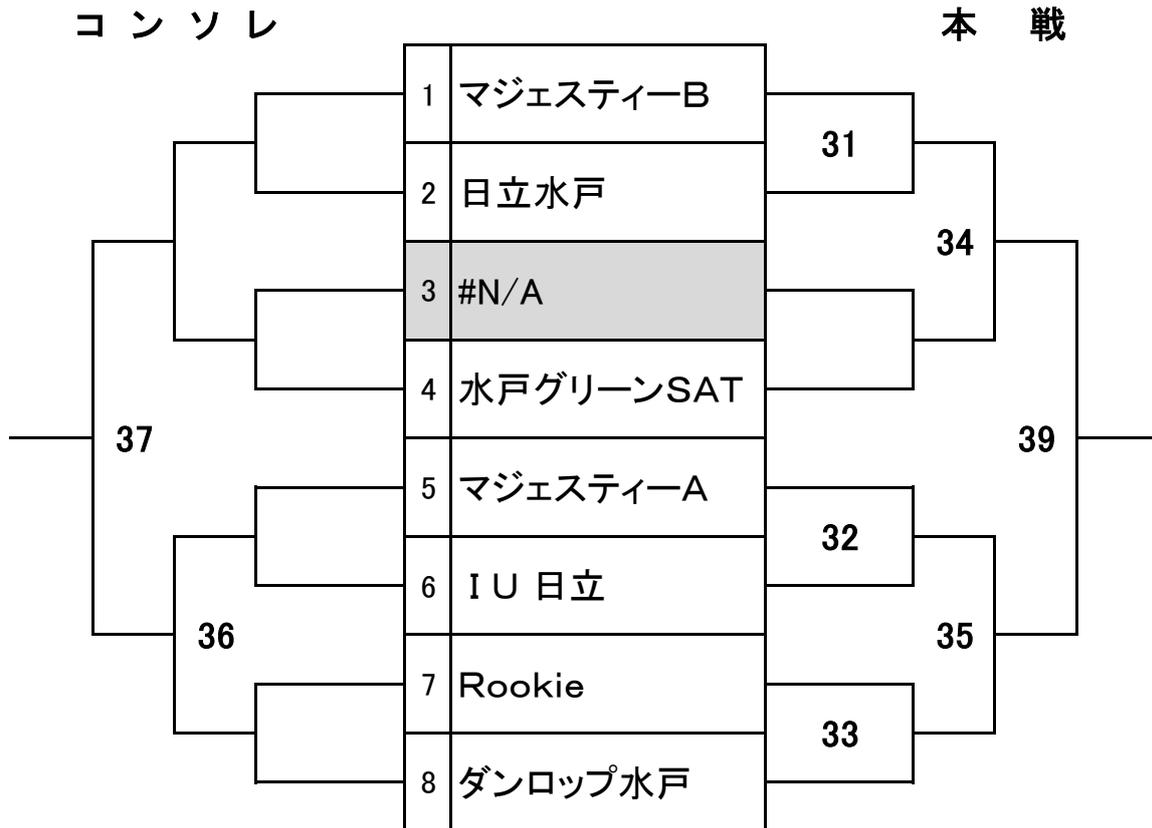 コンソレ
本戦
1 マジェスティーB
31
2 日立水戸
34
3 #N/A
4 水戸グリーンSAT
37
39
5 マジェスティーA
32
6 ＩＵ 日立
36
35
7 Rookie
33
8 ダンロップ水戸